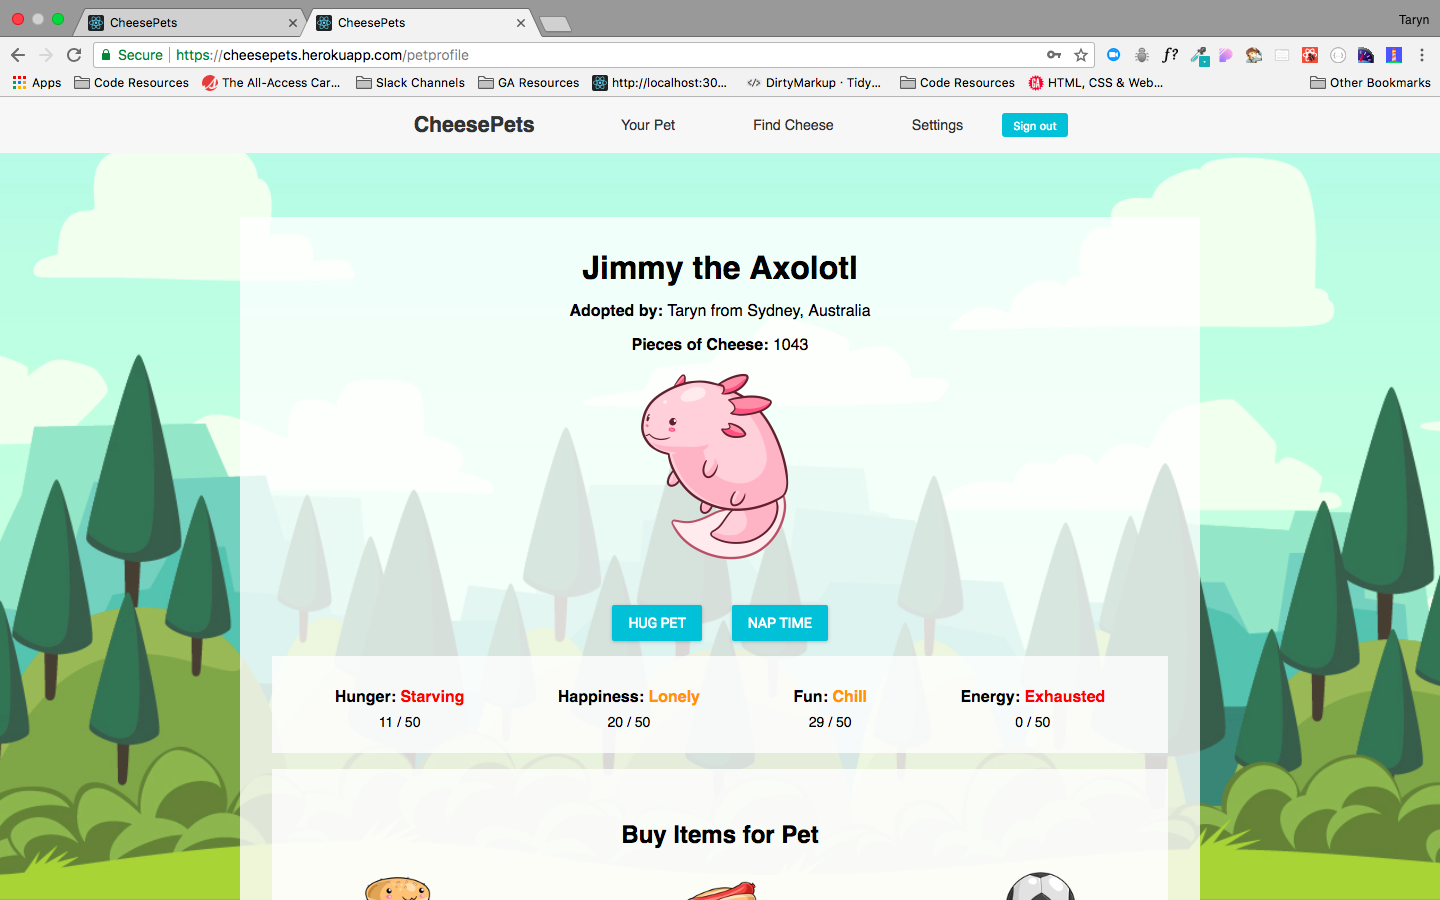 CheesePets
CheesePets
Taryn
Secure
https://cheesepets.herokuapp.com/petprofile
f?
Apps
Code Resources
The All-Access Car...
Slack Channels
GA Resources
http://localhost:30...
DirtyMarkup · Tidy...
Code Resources
GA
HTML, CSS & Web...
Other Bookmarks
CheesePets
Your Pet
Find Cheese
Settings
Sign out
Jimmy the Axolotl
Adopted by: Taryn from Sydney, Australia
Pieces of Cheese: 1043
HUG PET
NAP TIME
Hunger: Starving
11 / 50
Happiness: Lonely
20 / 50
Fun: Chill
29 / 50
Energy: Exhausted
0 / 50
Buy Items for Pet